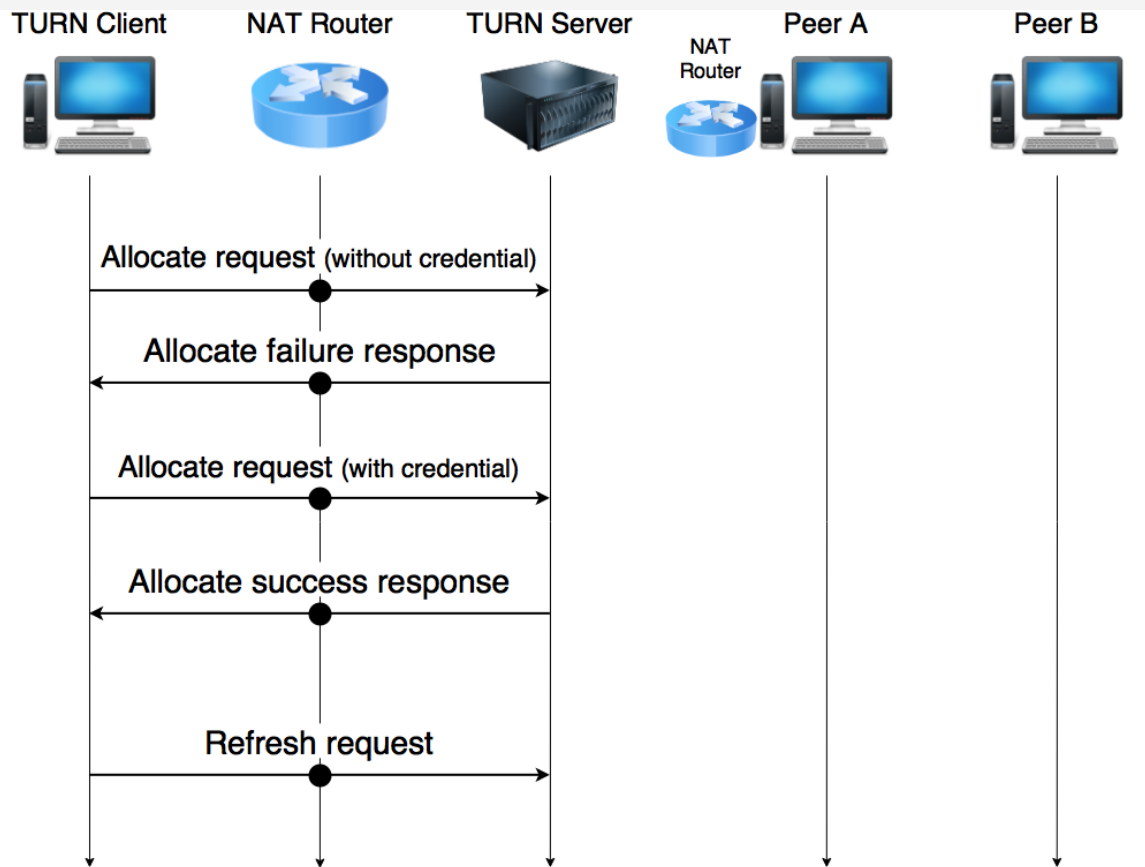 TURN Client
NAT Router
TURN Server
NAT
Router
Peer A
Peer B
Allocate request (without credential)
Allocate failure response
Allocate request (with credential)
Allocate success response
Refresh request